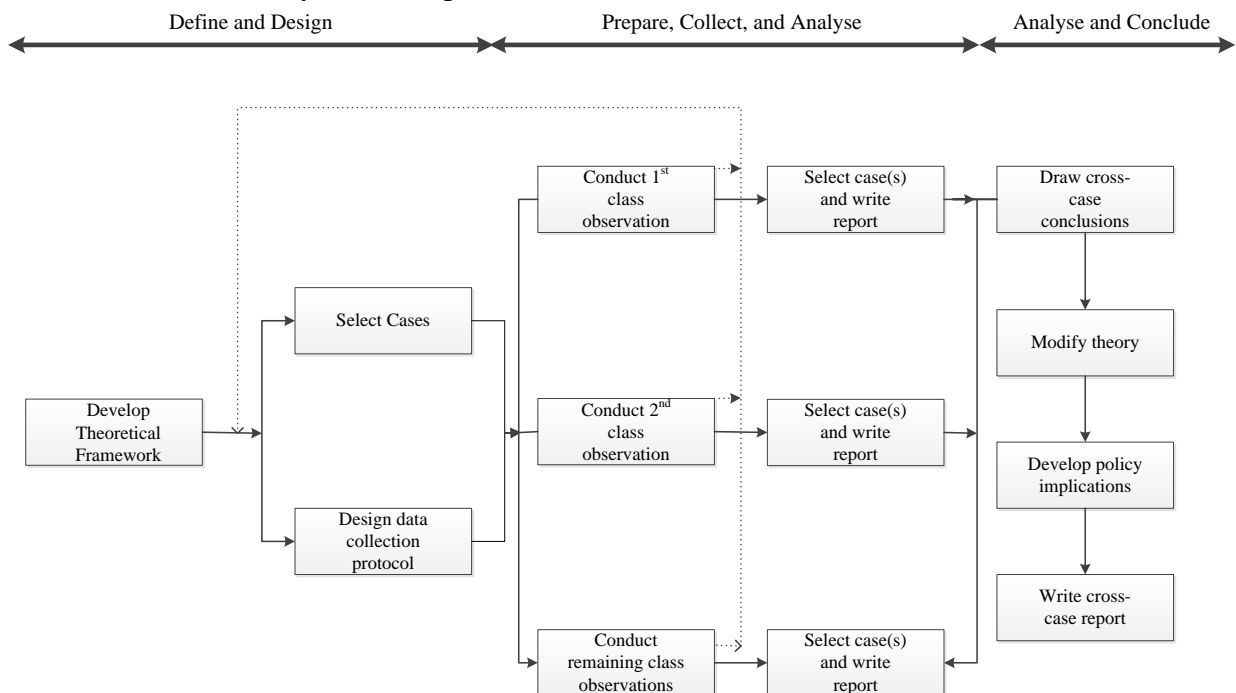 Define and Design
Prepare, Collect, and Analyse
Analyse and Conclude
Conduct 1st
class
observation
Select case(s)
and write
report
Draw cross-
case
conclusions
Select Cases
Modify theory
Develop
Theoretical
Framework
Conduct 2nd
class
observation
Select case(s)
and write
report
Develop policy
implications
Design data
collection
protocol
Write cross-
case report
Conduct
remaining class
observations
Select case(s)
and write
report